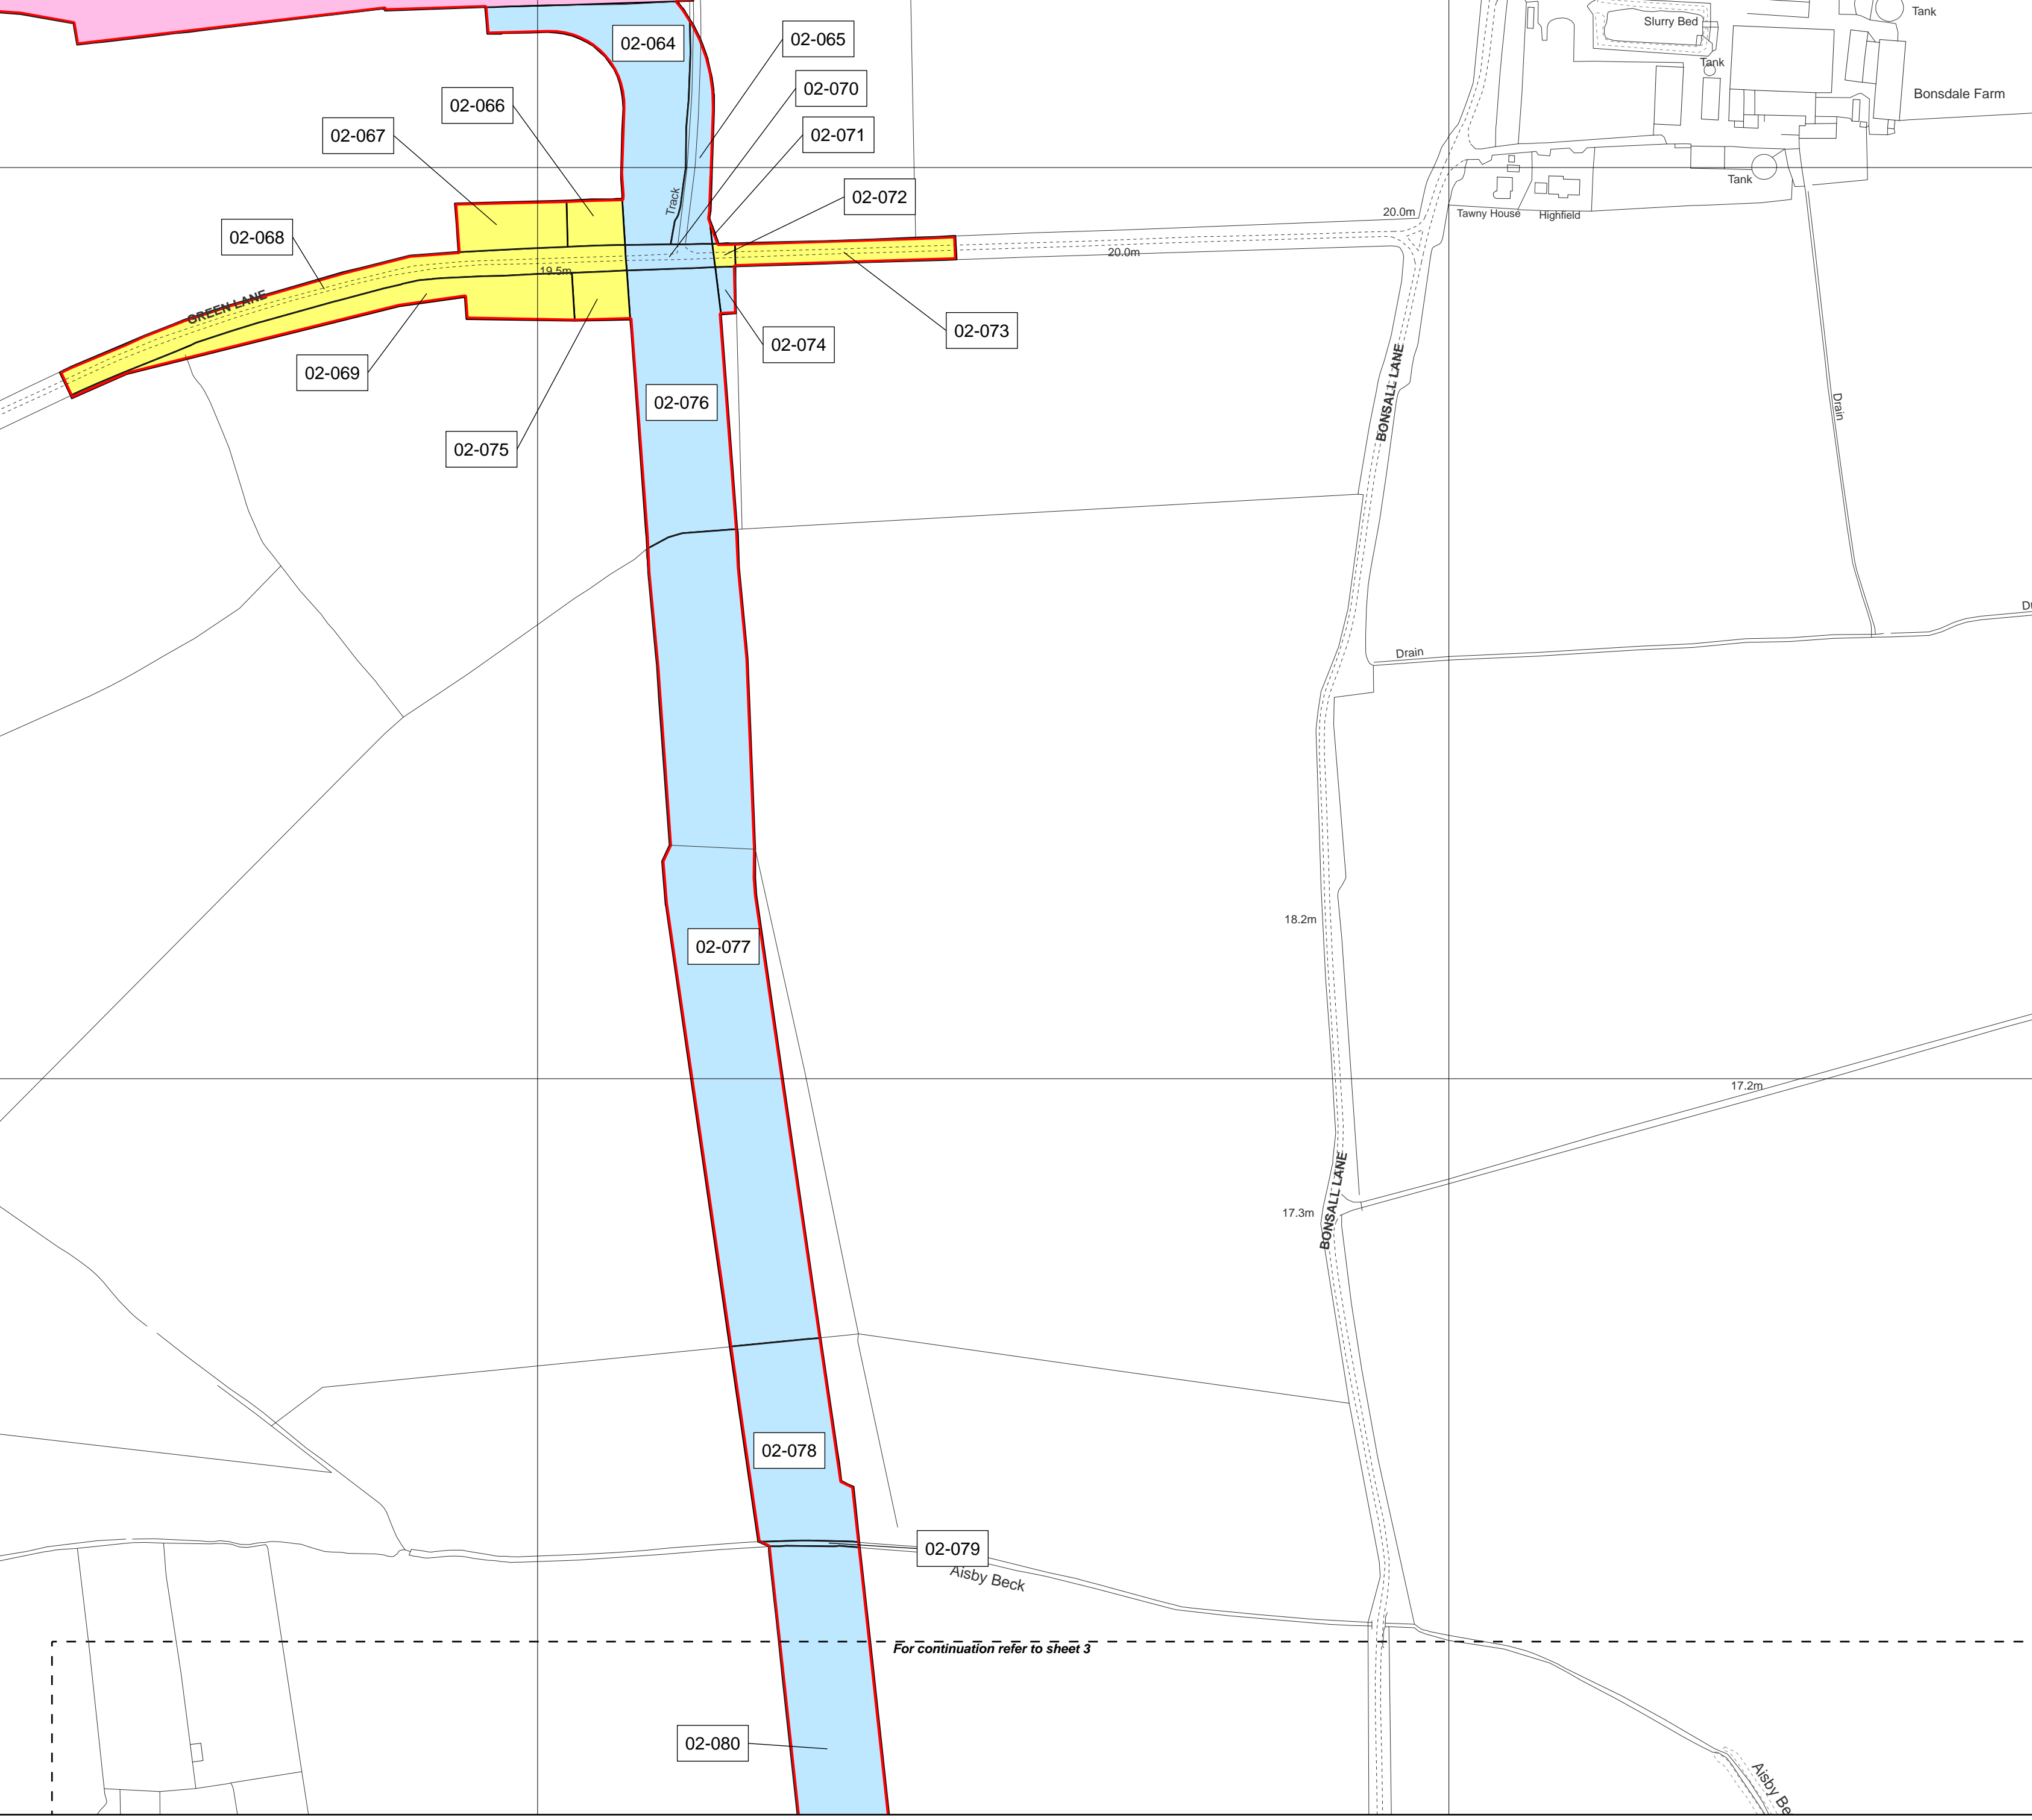 Slurry Bed
Tank
02-064
02-065
Tank
02-070
Bonsdale Farm
02-066
02-067
02-071
Tank
02-072
Track
Tawny House
Highfield
20.0m
02-068
20.0m
19.5m
GREEN LANE
02-073
02-074
02-069
BONSALL LANE
02-076
Drain
02-075
Drain
18.2m
02-077
17.2m
BONSALL LANE
17.3m
02-078
02-079
Aisby Beck
For continuation refer to sheet 3
02-080
Aisby Be